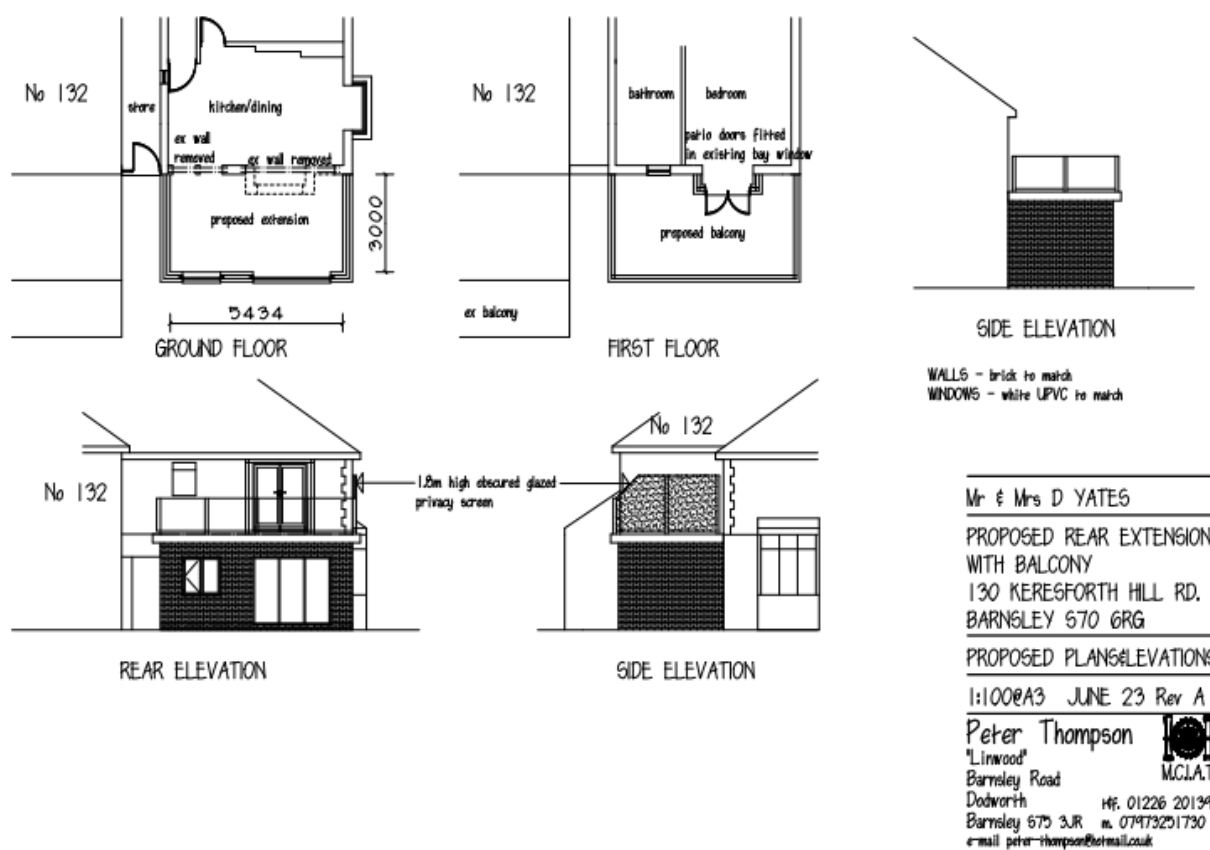 No 132
store
kitchen/dining
ex wall
removed
ex wall removed
proposed extension
3000
5434
GROUND FLOOR
No 132
bathroom
bedroom
patio doors fitted
in existing bay window
proposed balcony
ex balcony
FIRST FLOOR
SIDE ELEVATION
WALLS - brick to match
WINDOWS - white UPVC to match
No 132
1.8m high obscured glazed
privacy screen
REAR ELEVATION
No 132
SIDE ELEVATION
Mr & Mrs D YATES
PROPOSED REAR EXTENSION
WITH BALCONY
130 KERESFORTH HILL RD.
BARNSLEY S70 6RG
PROPOSED PLANS&LEVATIONS
1:100@A3 JUNE 23 Rev A
Peter Thompson
"Linwood"
M.C.I.A.T
Barnsley Road
Dodworth
H/F. 01226 20139
Barnsley S75 3JR m. 07973251730
e-mail peter-thompson@hotmail.co.uk